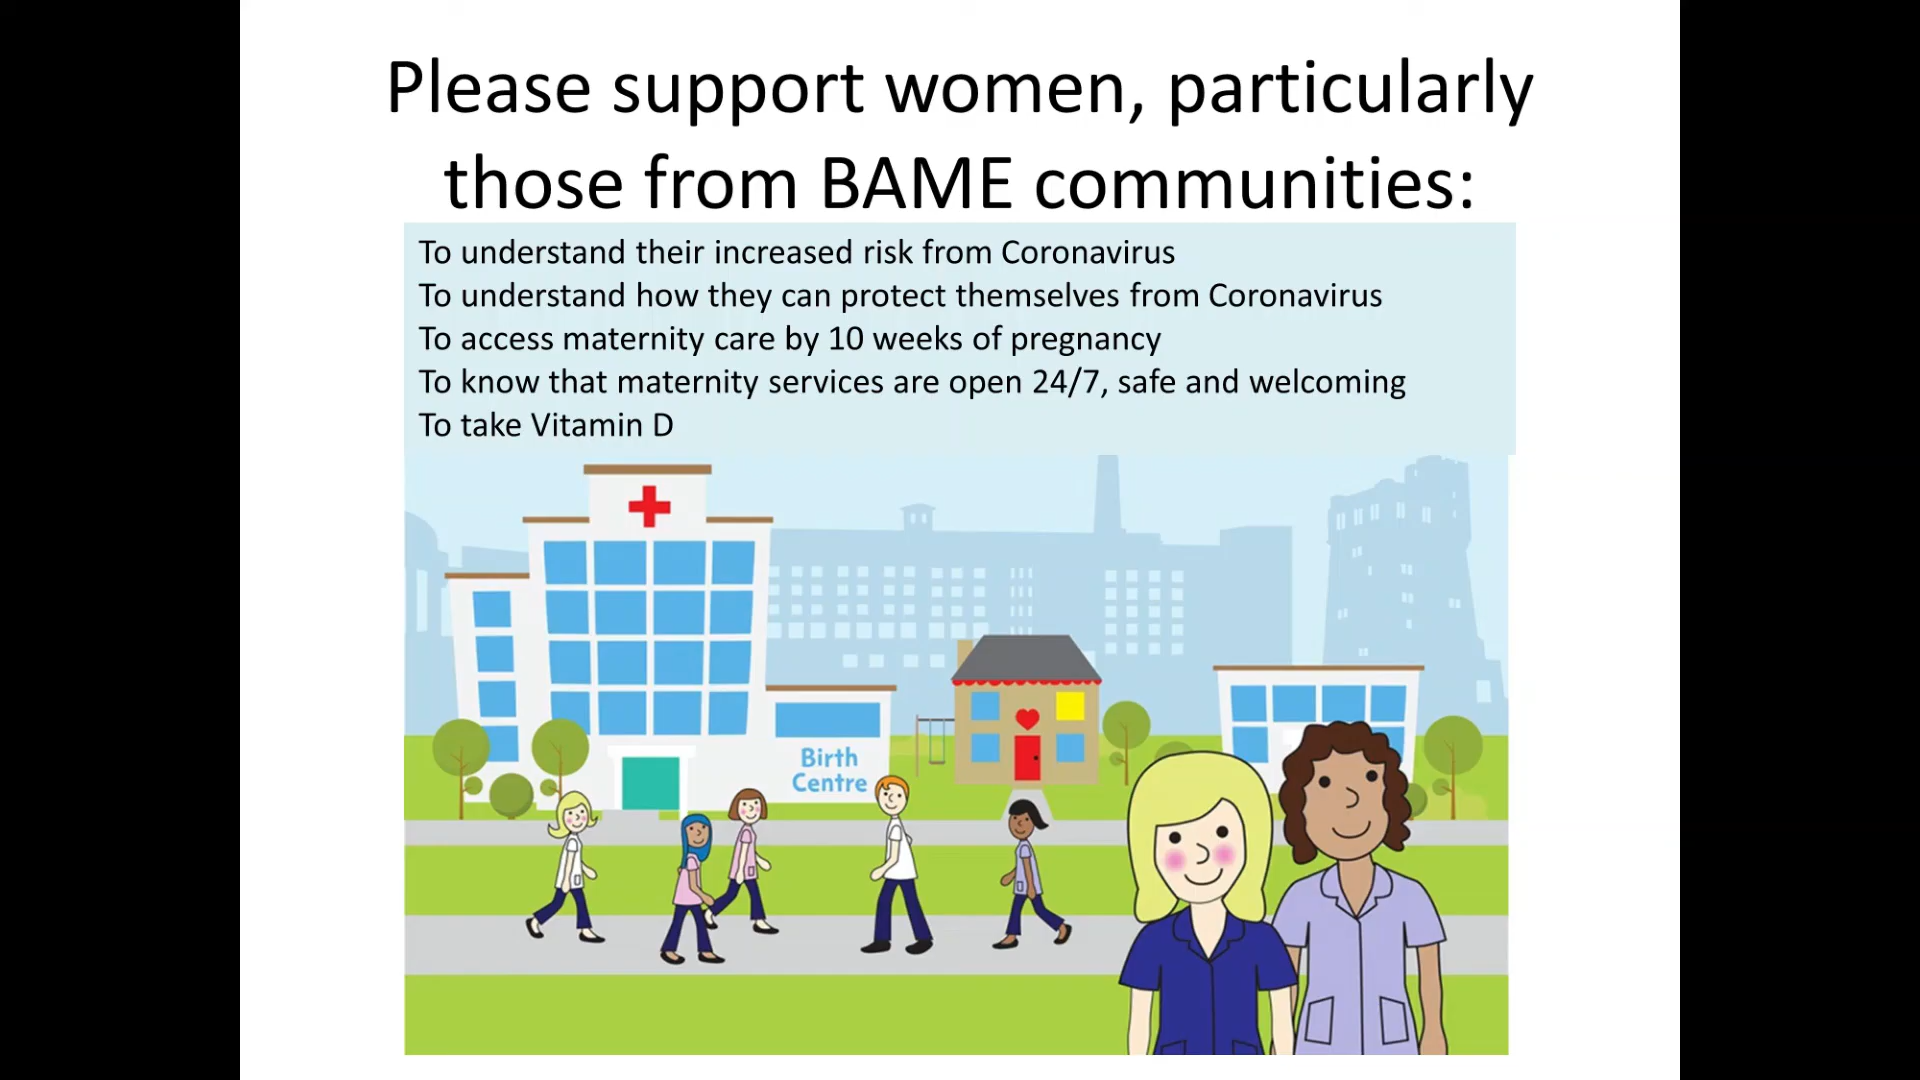 Please support women, particularly
those from BAME communities:
To understand their increased risk from Coronavirus
To understand how they can protect themselves from Coronavirus
To access maternity care by 10 weeks of pregnancy
To know that maternity services are open 24/7, safe and welcoming
To take Vitamin D
Birth
Centre